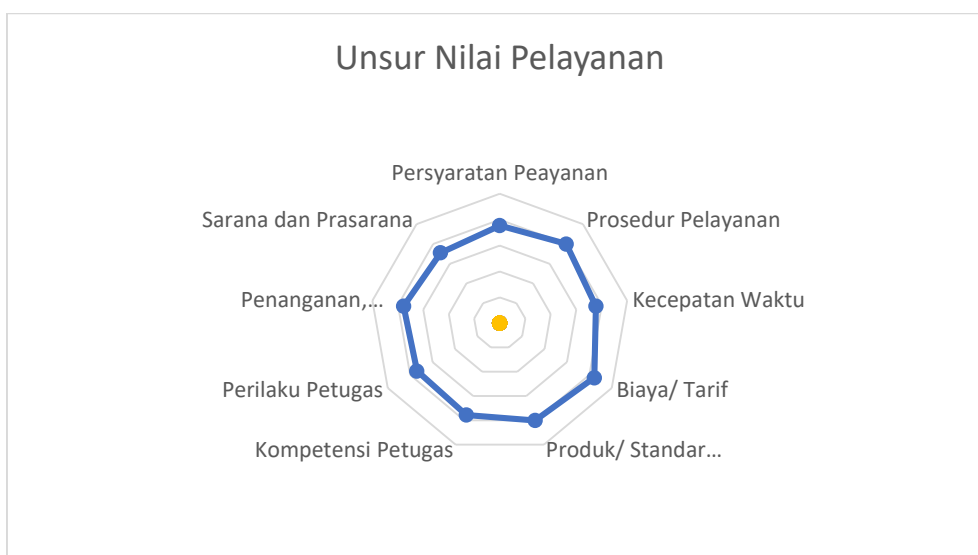 Unsur Nilai Pelayanan
Persyaratan Peayanan
Prosedur Pelayanan
Kecepatan Waktu
Biaya/ Tarif
Produk/ Standar...
Kompetensi Petugas
Perilaku Petugas
Penanganan,...
Sarana dan Prasarana